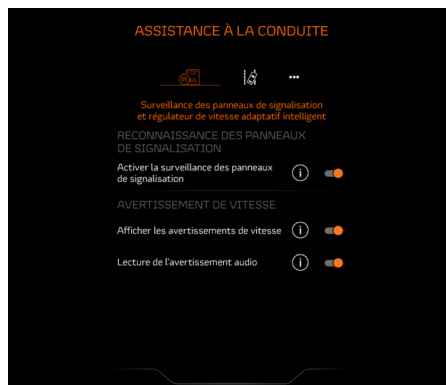 ASSISTANCE À LA CONDUITE
Surveillance des panneaux de signalisation
et régulateur de vitesse adaptatif intelligent
RECONNAISSANCE DES PANNEAUX
DE SIGNALISATION
Activer la surveillance des panneaux
de signalisation
AVERTISSEMENT DE VITESSE
Afficher les avertissements de vitesse
Lecture de l'avertissement audio